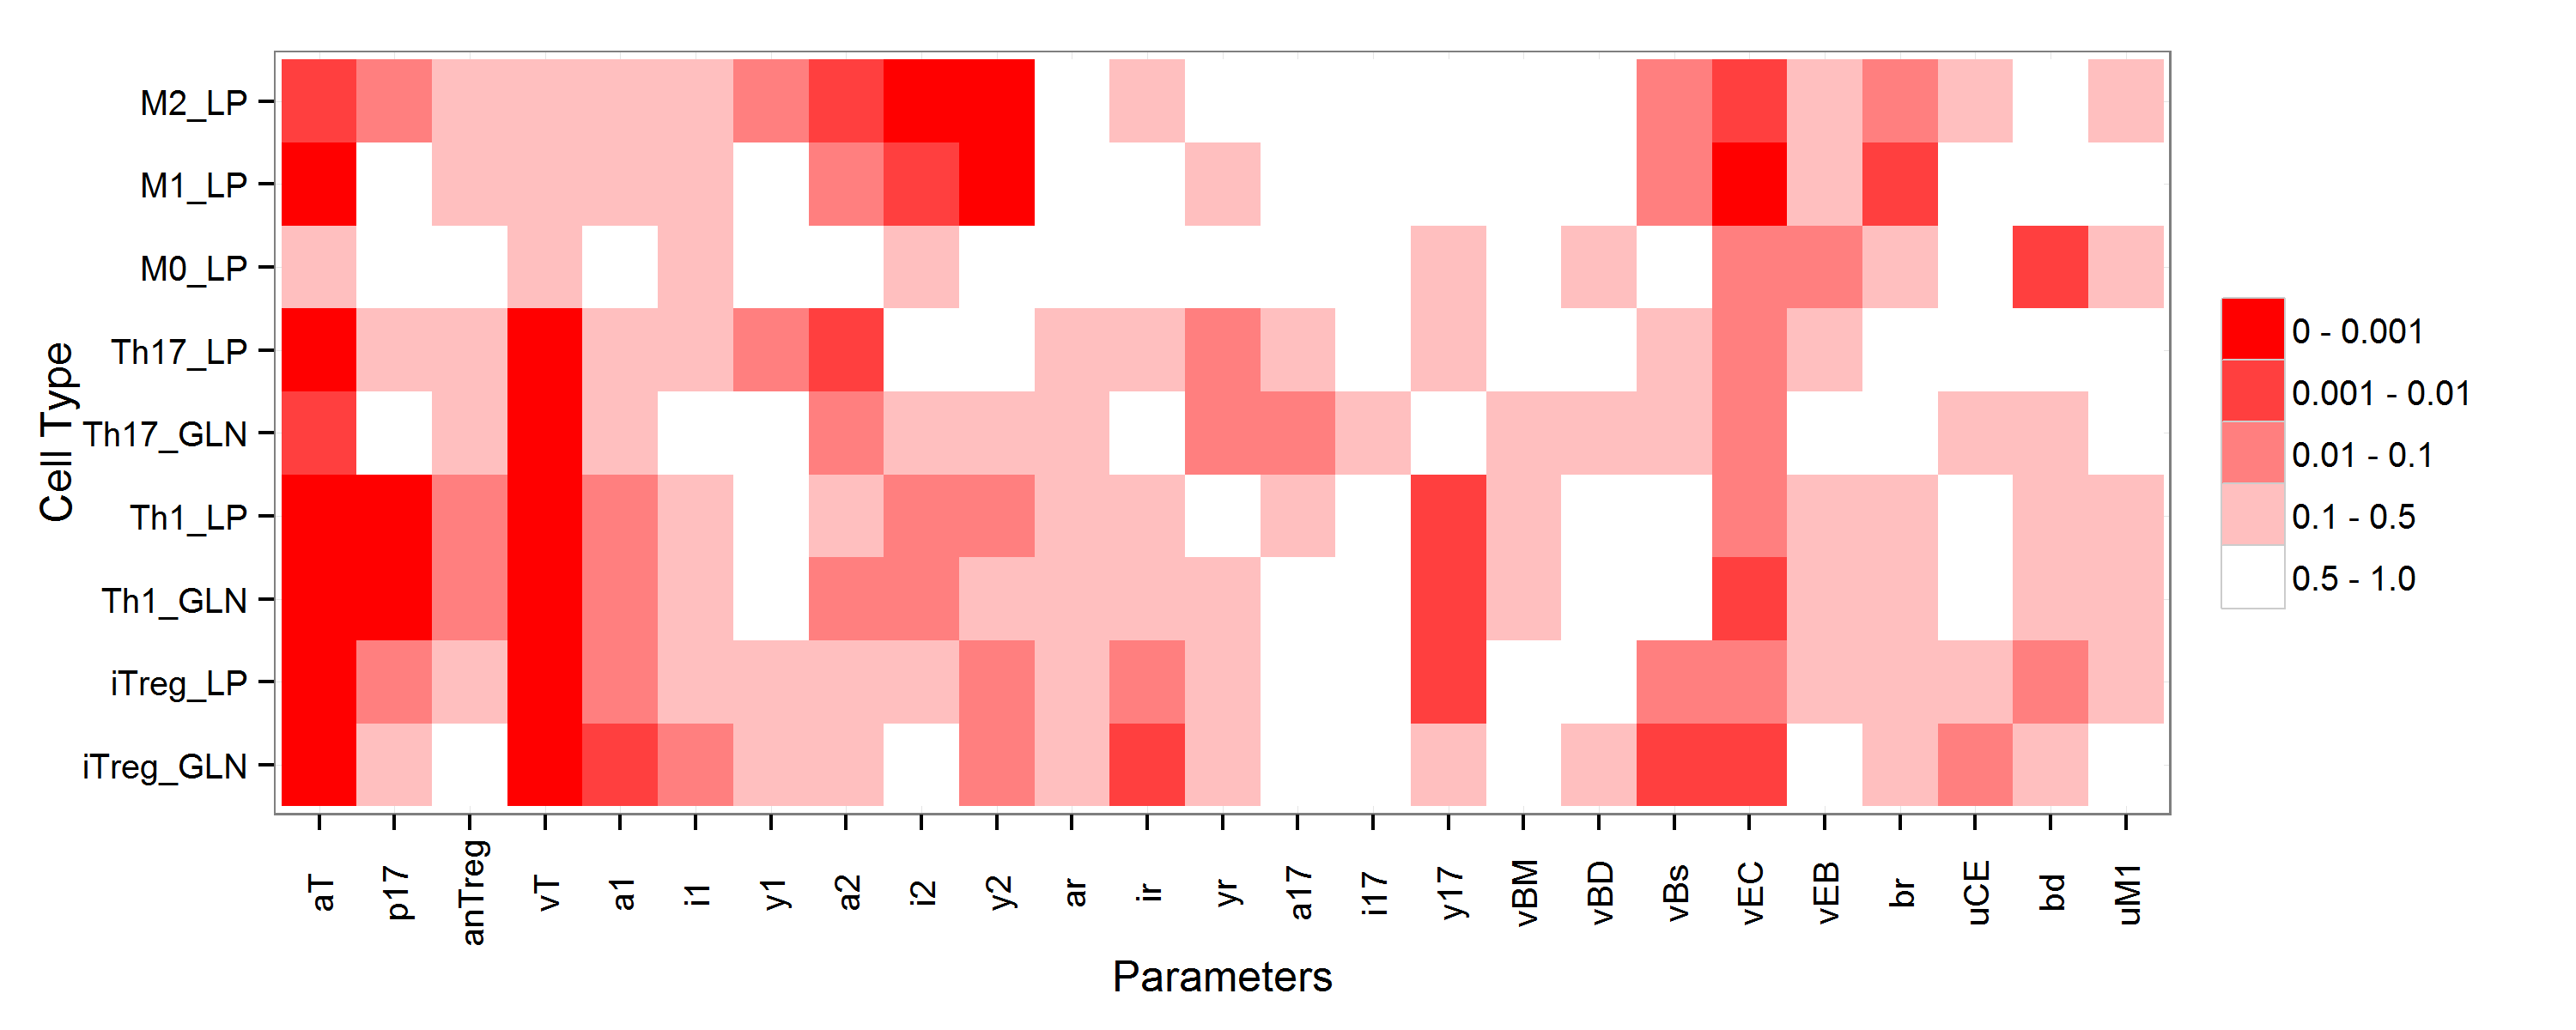 Cell Type
M2_LP
M1_LP
M0_LP
Th17_LP
Th17_GLN
Th1_LP
Th1_GLN
iTreg_LP
iTreg_GLN
aT p17 anTreg vT a1 i1 y1 a2 i2 y2 ar ir yr a17 i17 y17 vBM vBD vBs vEC vEB br uCE bd uM1
Parameters
0 - 0.001
0.001 - 0.01
0.01 - 0.1
0.1 - 0.5
0.5 - 1.0